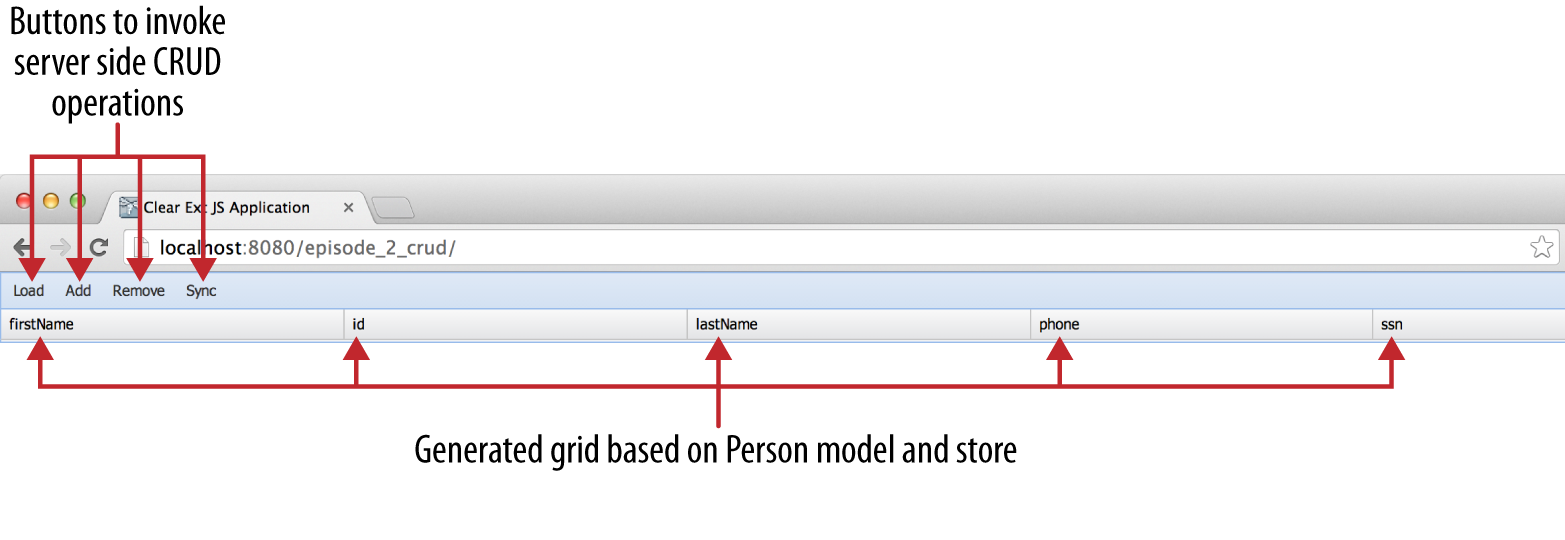 Buttons to invoke
server side CRUD
operations
Clear Ext JS Application
localhost:8080/episode_2_crud/
Load Add Remove Sync
firstName id lastName phone ssn
Generated grid based on Person model and store